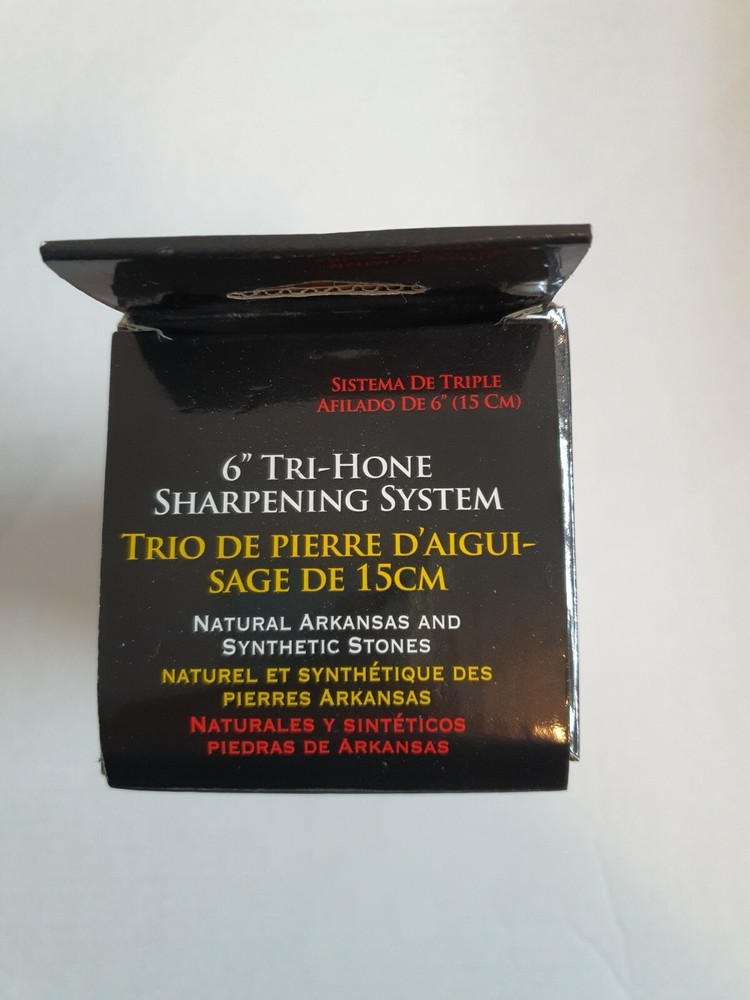 Sistema De Triple
Afilado De 6” (15 Cm)
6” Tri-Hone
Sharpening System
Trio de pierre d’aigui-
sage de 15cm
Natural Arkansas and
Synthetic Stones
naturel et synthétique des
pierres Arkansas
Naturales y sintéticos
piedras de Arkansas